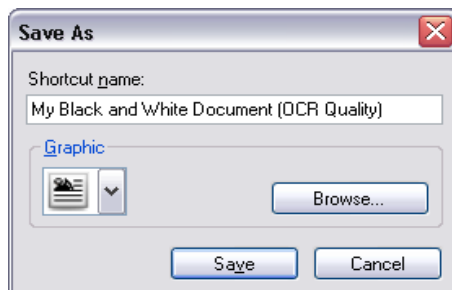 Save As
Shortcut name:
My Black and White Document (OCR Quality)
Graphic
Browse...
Save Cancel